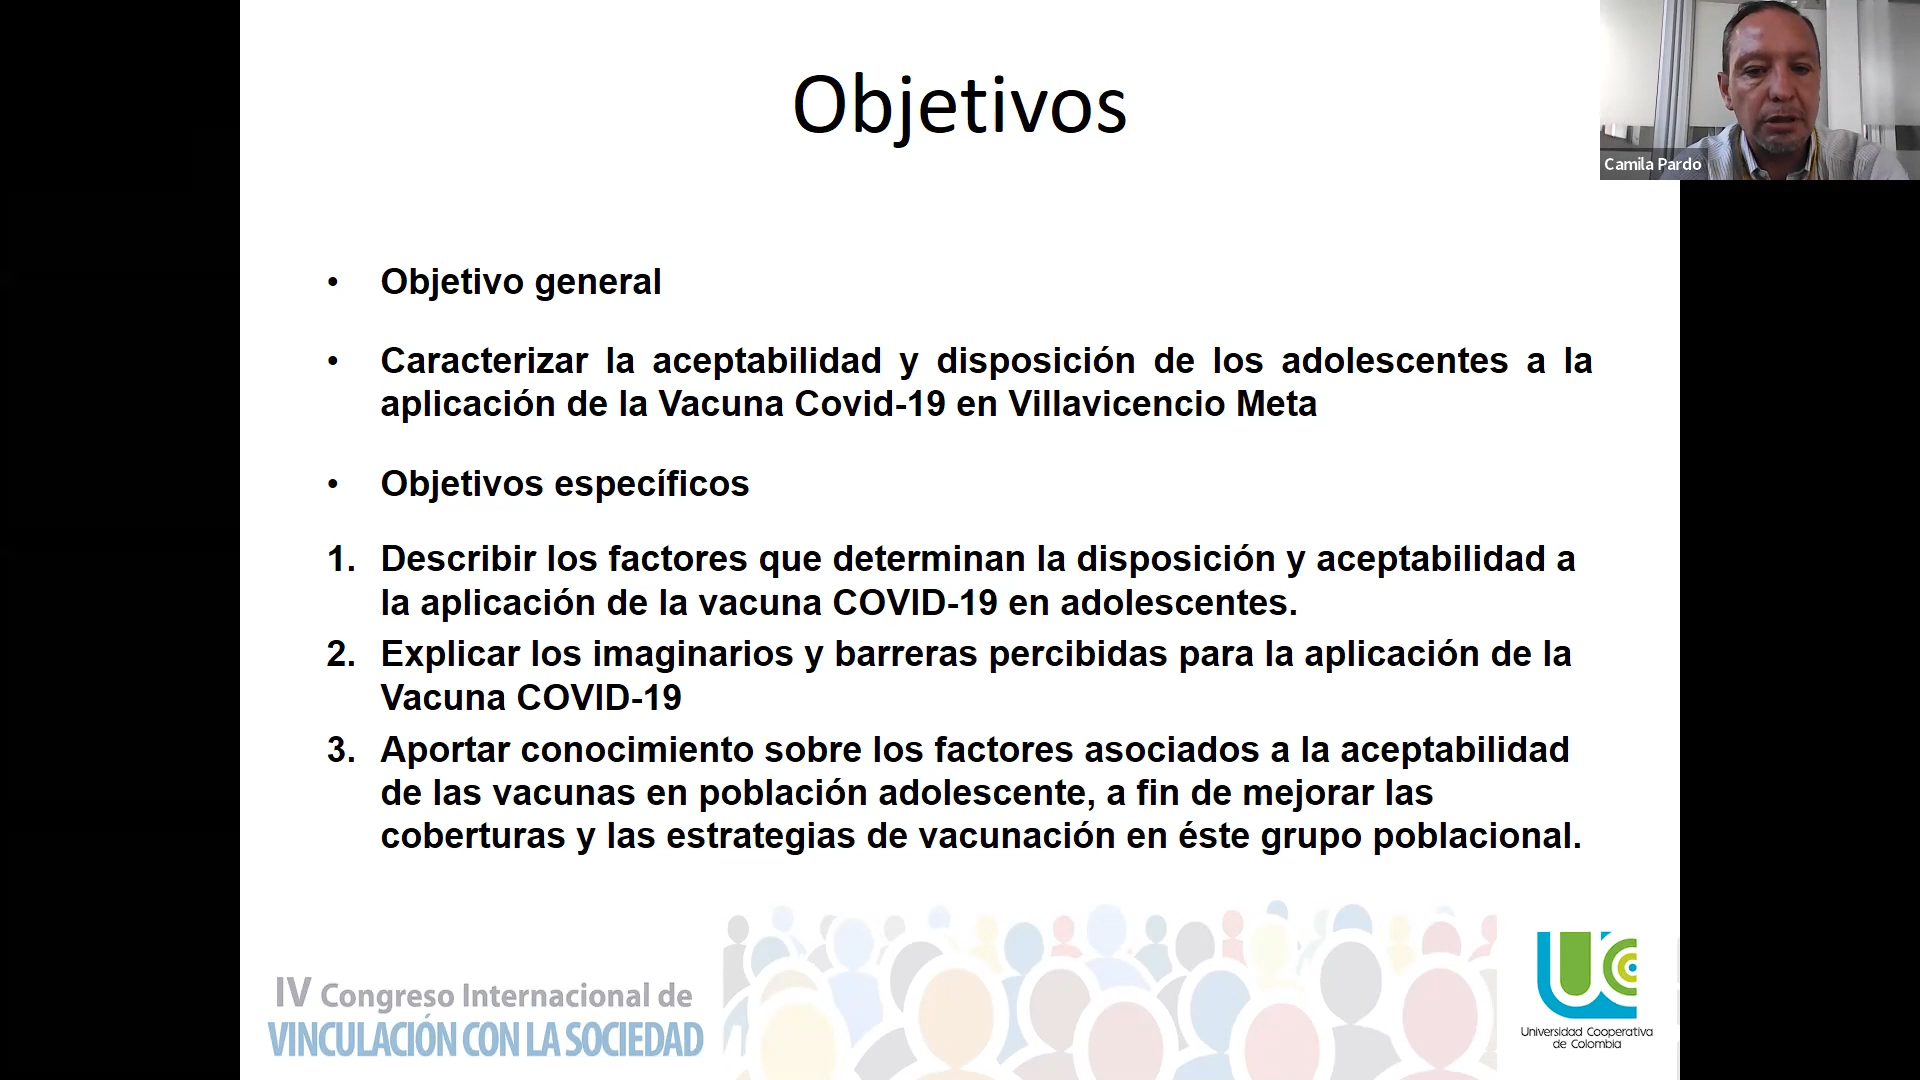 Objetivos
Camila Pardo
• Objetivo general
• Caracterizar la aceptabilidad y disposición de los adolescentes a la
aplicación de la Vacuna Covid-19 en Villavicencio Meta
• Objetivos específicos
1. Describir los factores que determinan la disposición y aceptabilidad a
la aplicación de la vacuna COVID-19 en adolescentes.
2. Explicar los imaginarios y barreras percibidas para la aplicación de la
Vacuna COVID-19
3. Aportar conocimiento sobre los factores asociados a la aceptabilidad
de las vacunas en población adolescente, a fin de mejorar las
coberturas y las estrategias de vacunación en éste grupo poblacional.
IV Congreso Internacional de
VINCULACIÓN CON LA SOCIEDAD
UCC
Universidad Cooperativa
de Colombia